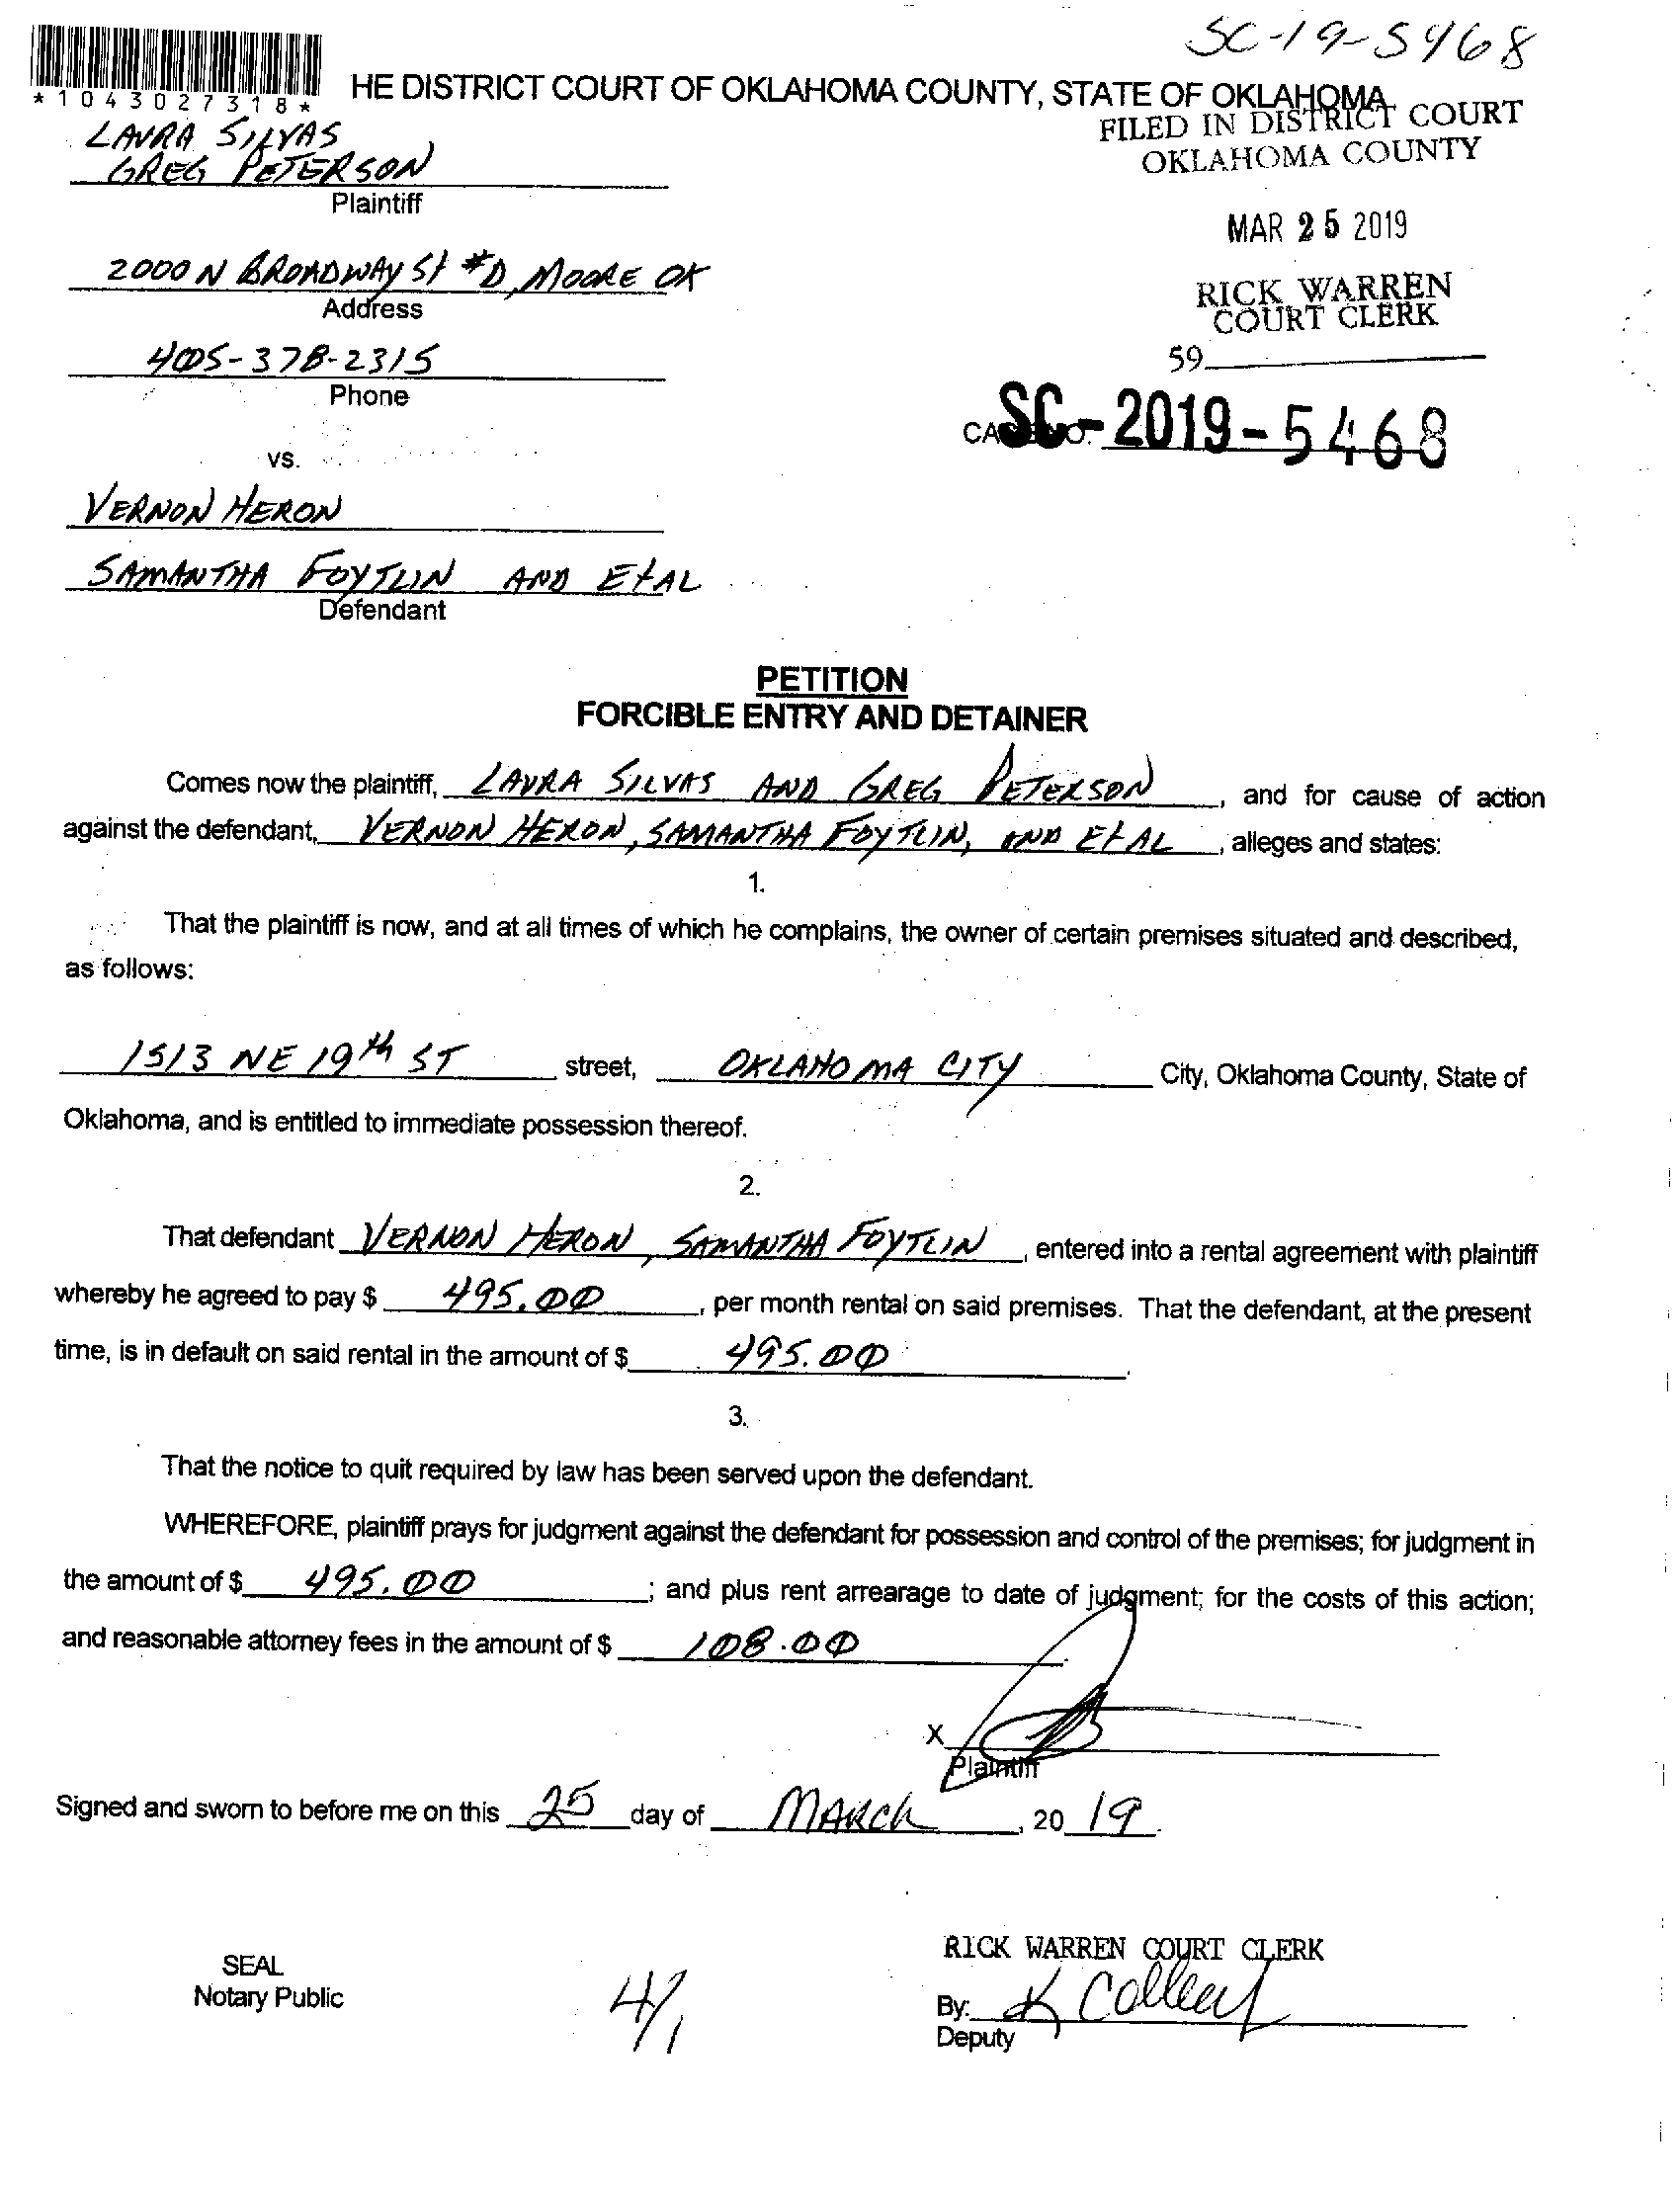 SC-19-5468
*1043027318*
HE DISTRICT COURT OF OKLAHOMA COUNTY, STATE OF OKLAHOMA
FILED IN DISTRICT COURT
OKLAHOMA COUNTY
LAURA SILVAS
GREG PETERSON
Plaintiff
MAR 25 2019
2000 N BROADWAY St #D, MOORE OK
Address
RICK WARREN
COURT CLERK
405-378-2315
59
Phone
CASE NO. SC-2019-5468
vs.
VERNON HERON
SAMANTHA FOYTLIN AND EtAL
Defendant
PETITION
FORCIBLE ENTRY AND DETAINER
Comes now the plaintiff, LAURA SILVAS AND GREG PETERSON, and for cause of action
against the defendant, VERNON HERON, SAMANTHA FOYTLIN, AND EtAL, alleges and states:
1.
That the plaintiff is now, and at all times of which he complains, the owner of certain premises situated and described,
as follows:
1513 NE 19th ST street, OKLAHOMA CITY City, Oklahoma County, State of
Oklahoma, and is entitled to immediate possession thereof.
2.
That defendant VERNON HERON, SAMANTHA FOYTLIN, entered into a rental agreement with plaintiff
whereby he agreed to pay $ 495.00, per month rental on said premises. That the defendant, at the present
time, is in default on said rental in the amount of $ 495.00.
3.
That the notice to quit required by law has been served upon the defendant.
WHEREFORE, plaintiff prays for judgment against the defendant for possession and control of the premises; for judgment in
the amount of $ 495.00; and plus rent arrearage to date of judgment; for the costs of this action;
and reasonable attorney fees in the amount of $ 108.00
X
Plaintiff
Signed and sworn to before me on this 25 day of MARCH, 20 19.
RICK WARREN COURT CLERK
SEAL
Notary Public
4/1
By: K
Deputy